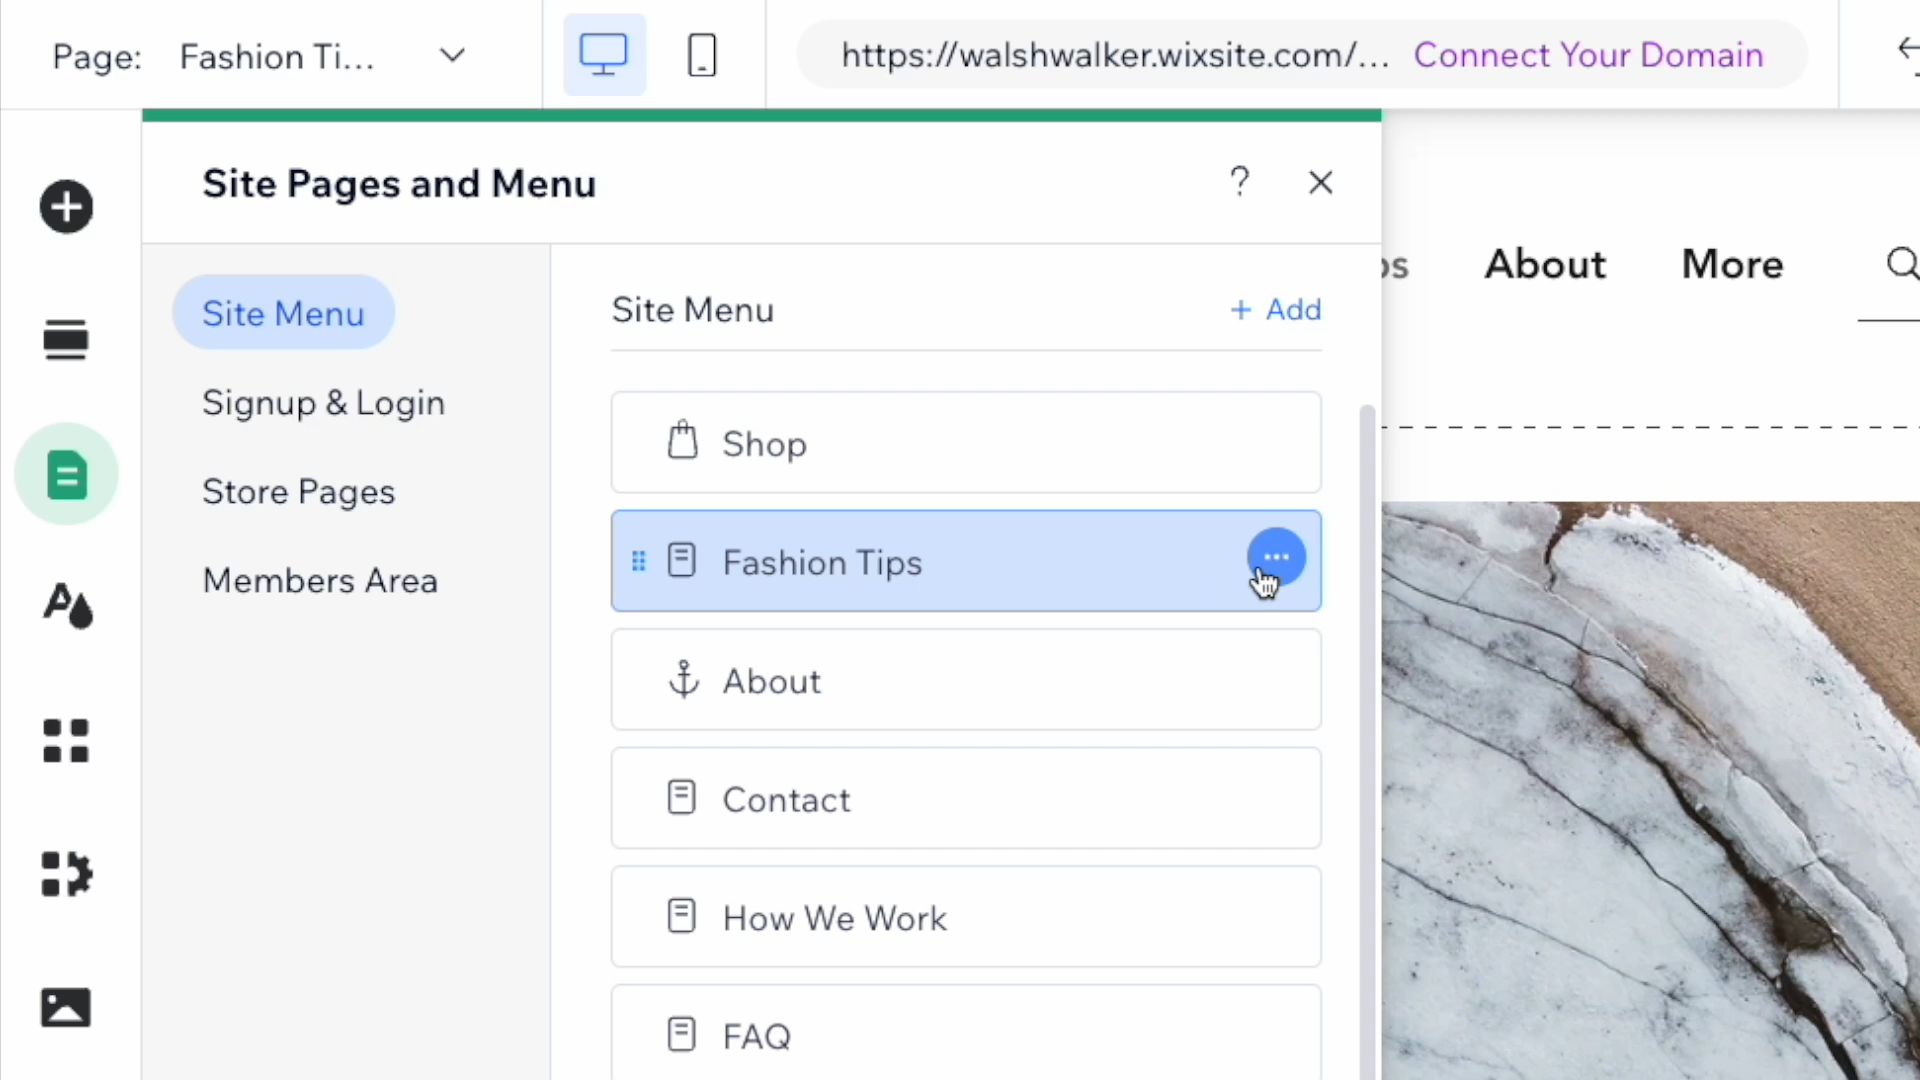 Page: Fashion Ti...
https://walshwalker.wixsite.com/... Connect Your Domain
Site Pages and Menu
?
About More
Site Menu
Signup & Login
Store Pages
Members Area
Site Menu
+ Add
Shop
Fashion Tips
About
Contact
How We Work
FAQ